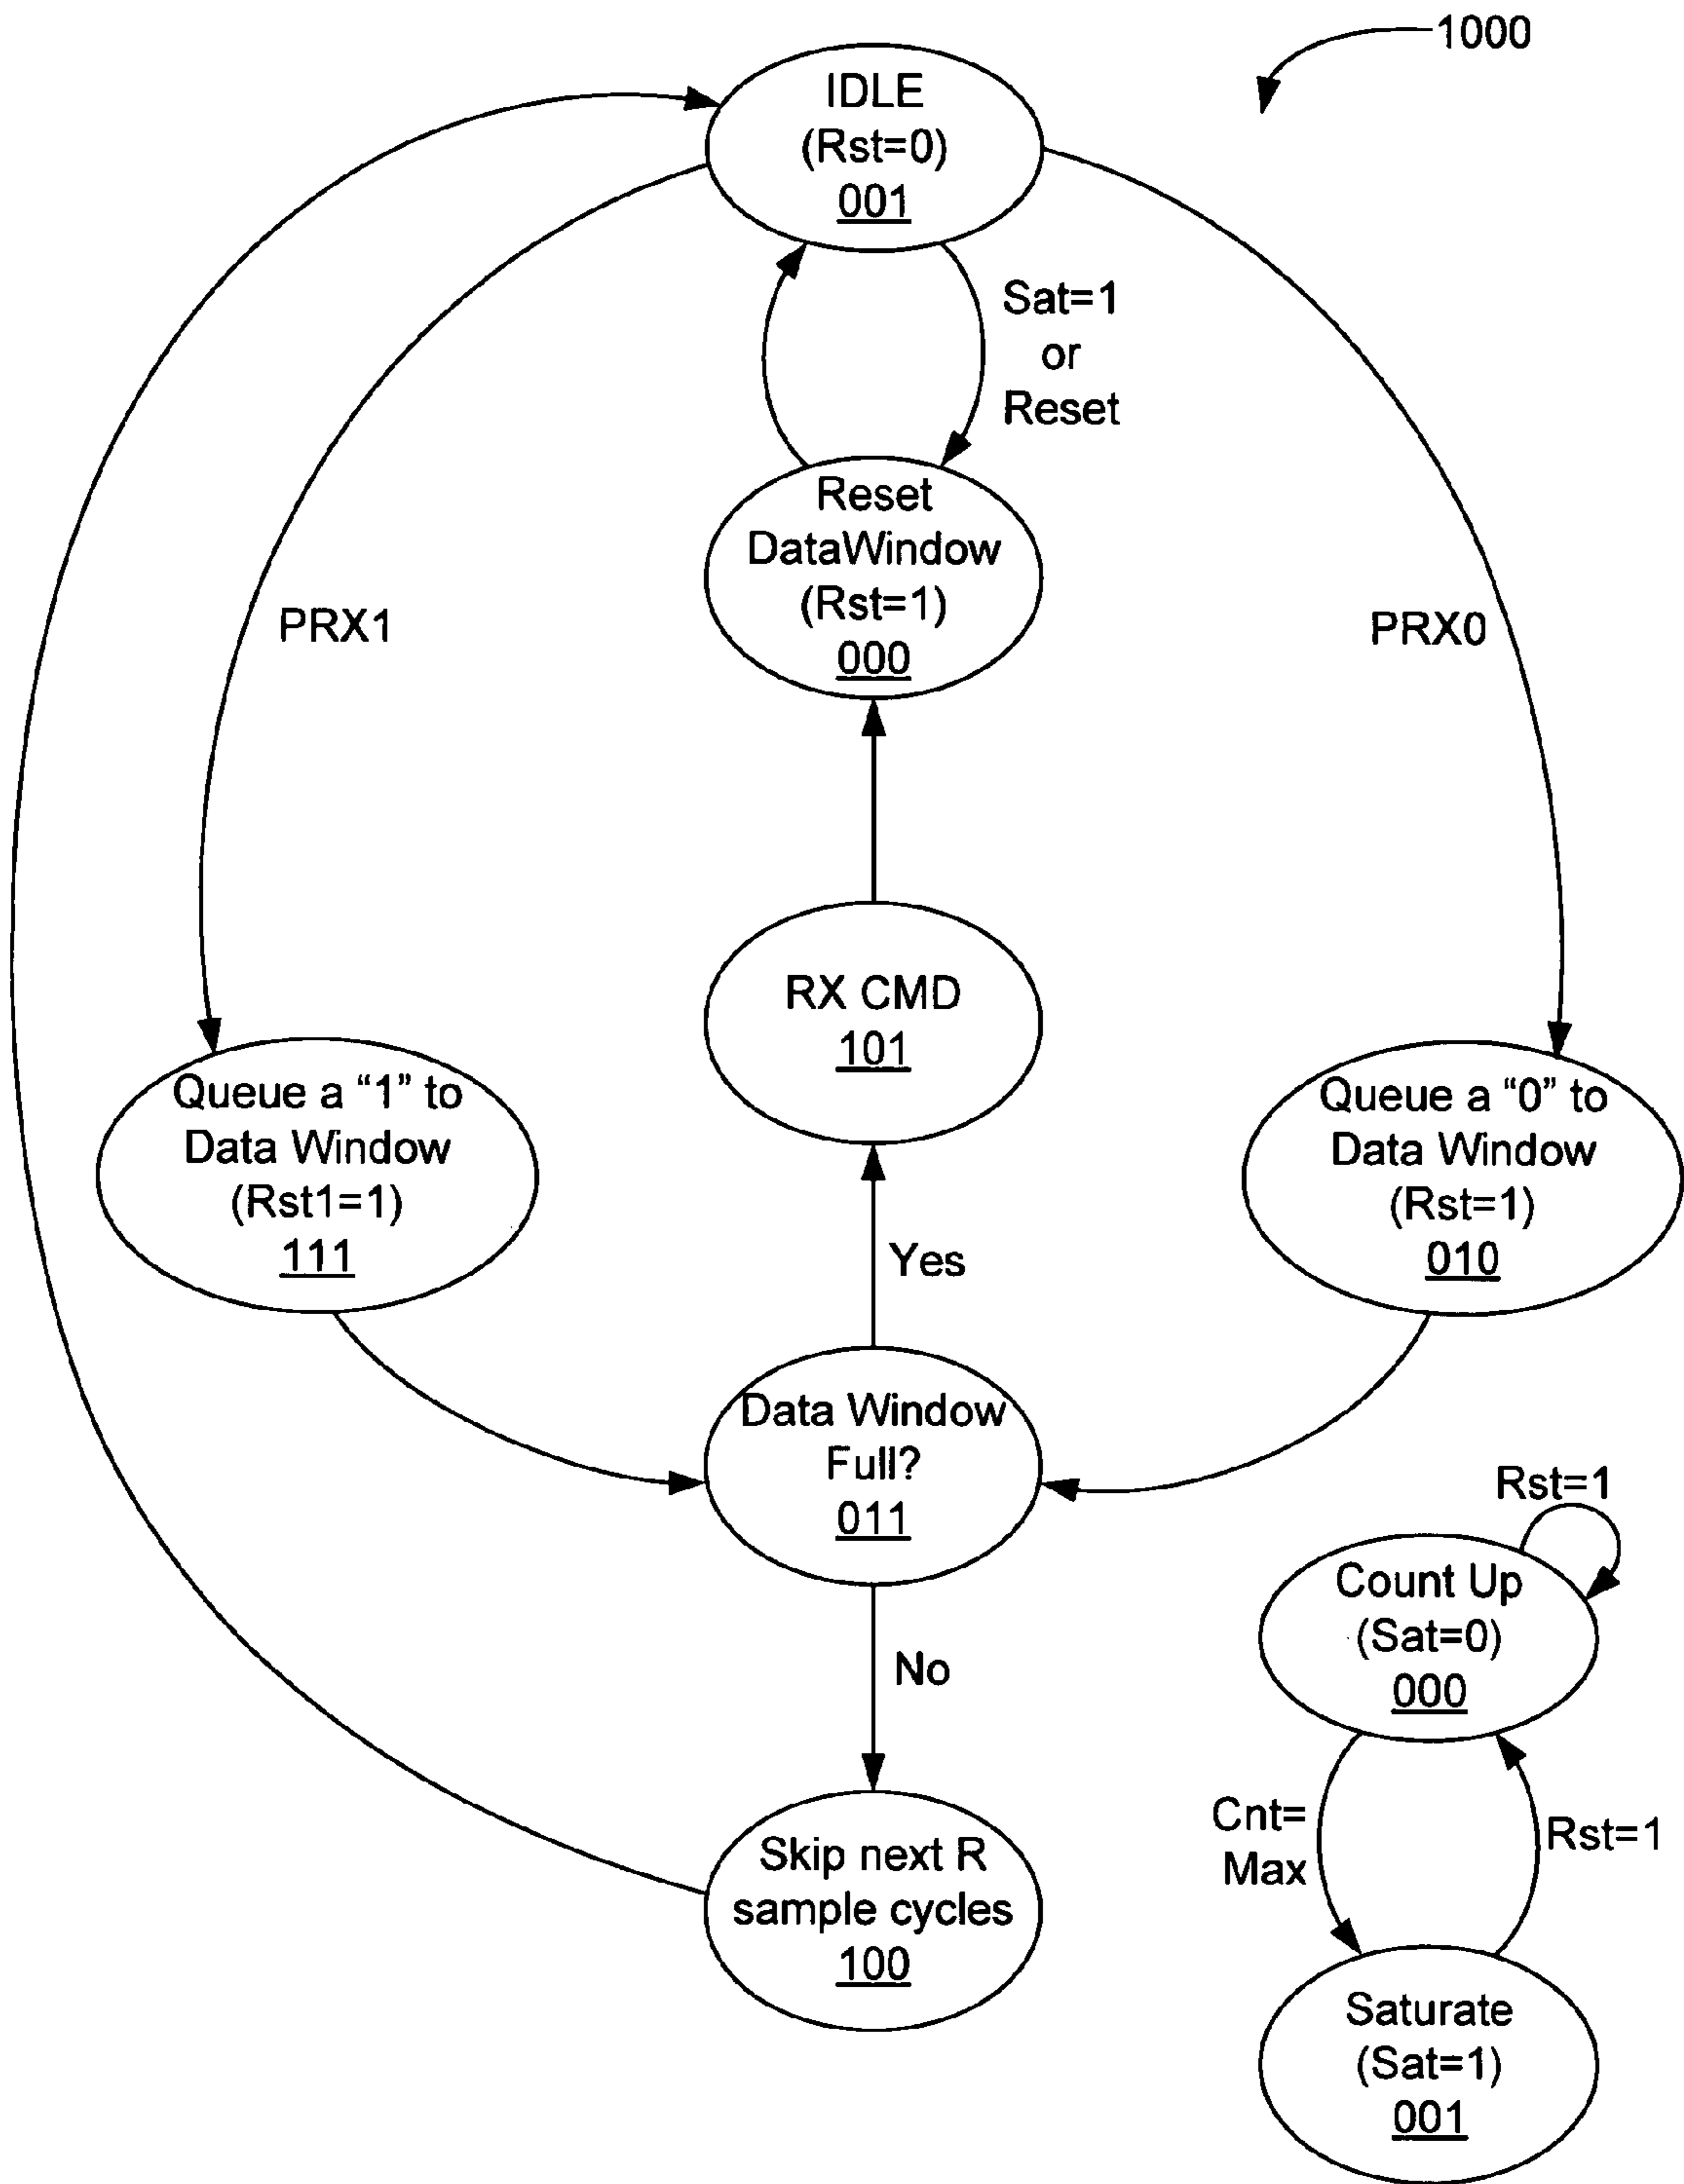 1000
IDLE
(Rst=0)
001
Sat=1
or
Reset
Reset
DataWindow
(Rst=1)
000
PRX1
PRX0
RX CMD
101
Queue a “1” to
Data Window
(Rst1=1)
111
Queue a “0” to
Data Window
(Rst=1)
010
Yes
Data Window
Full?
011
No
Rst=1
Count Up
(Sat=0)
000
Cnt=
Max
Rst=1
Skip next R
sample cycles
100
Saturate
(Sat=1)
001